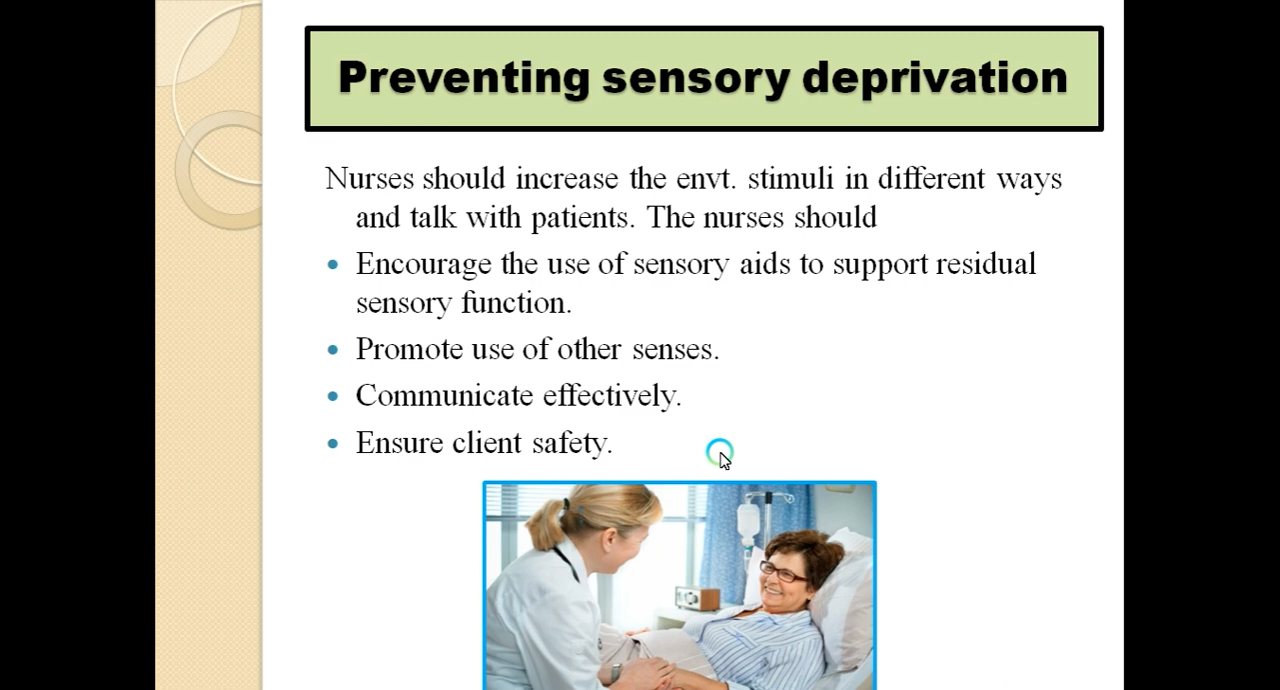 Preventing sensory deprivation
Nurses should increase the envt. stimuli in different ways
and talk with patients. The nurses should
• Encourage the use of sensory aids to support residual
sensory function.
• Promote use of other senses.
• Communicate effectively.
• Ensure client safety.